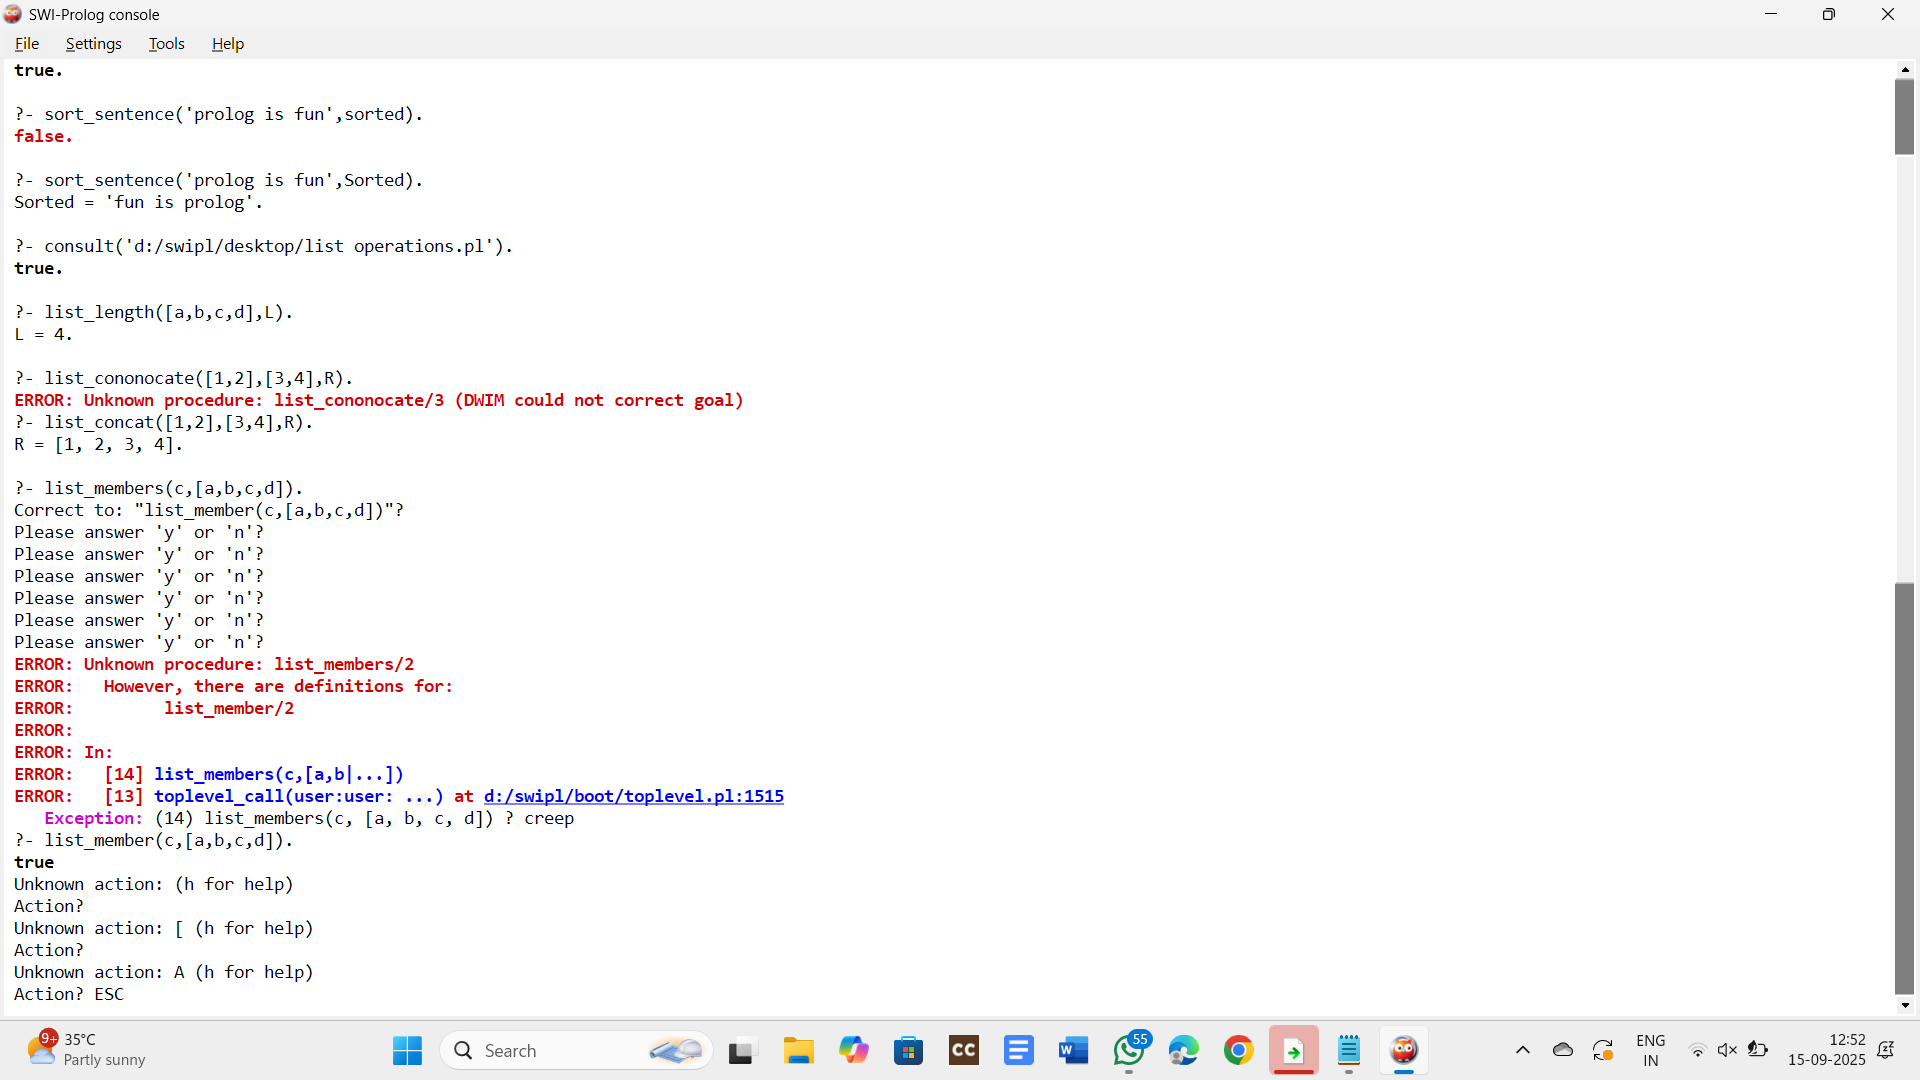 SWI-Prolog console
File Settings Tools Help
true.
?- sort_sentence('prolog is fun',sorted).
false.
?- sort_sentence('prolog is fun',Sorted).
Sorted = 'fun is prolog'.
?- consult('d:/swipl/desktop/list operations.pl').
true.
?- list_length([a,b,c,d],L).
L = 4.
?- list_cononocate([1,2],[3,4],R).
ERROR: Unknown procedure: list_cononocate/3 (DWIM could not correct goal)
?- list_concat([1,2],[3,4],R).
R = [1, 2, 3, 4].
?- list_members(c,[a,b,c,d]).
Correct to: "list_member(c,[a,b,c,d])"?
Please answer 'y' or 'n'?
Please answer 'y' or 'n'?
Please answer 'y' or 'n'?
Please answer 'y' or 'n'?
Please answer 'y' or 'n'?
Please answer 'y' or 'n'?
ERROR: Unknown procedure: list_members/2
ERROR:   However, there are definitions for:
ERROR:         list_member/2
ERROR:
ERROR: In:
ERROR:   [14] list_members(c,[a,b|...])
ERROR:   [13] toplevel_call(user:user: ...) at d:/swipl/boot/toplevel.pl:1515
   Exception: (14) list_members(c, [a, b, c, d]) ? creep
?- list_member(c,[a,b,c,d]).
true
Unknown action: (h for help)
Action?
Unknown action: [ (h for help)
Action?
Unknown action: A (h for help)
Action? ESC
9+ 35°C
Partly sunny
Search
CC
W
55
ENG
IN
12:52
15-09-2025